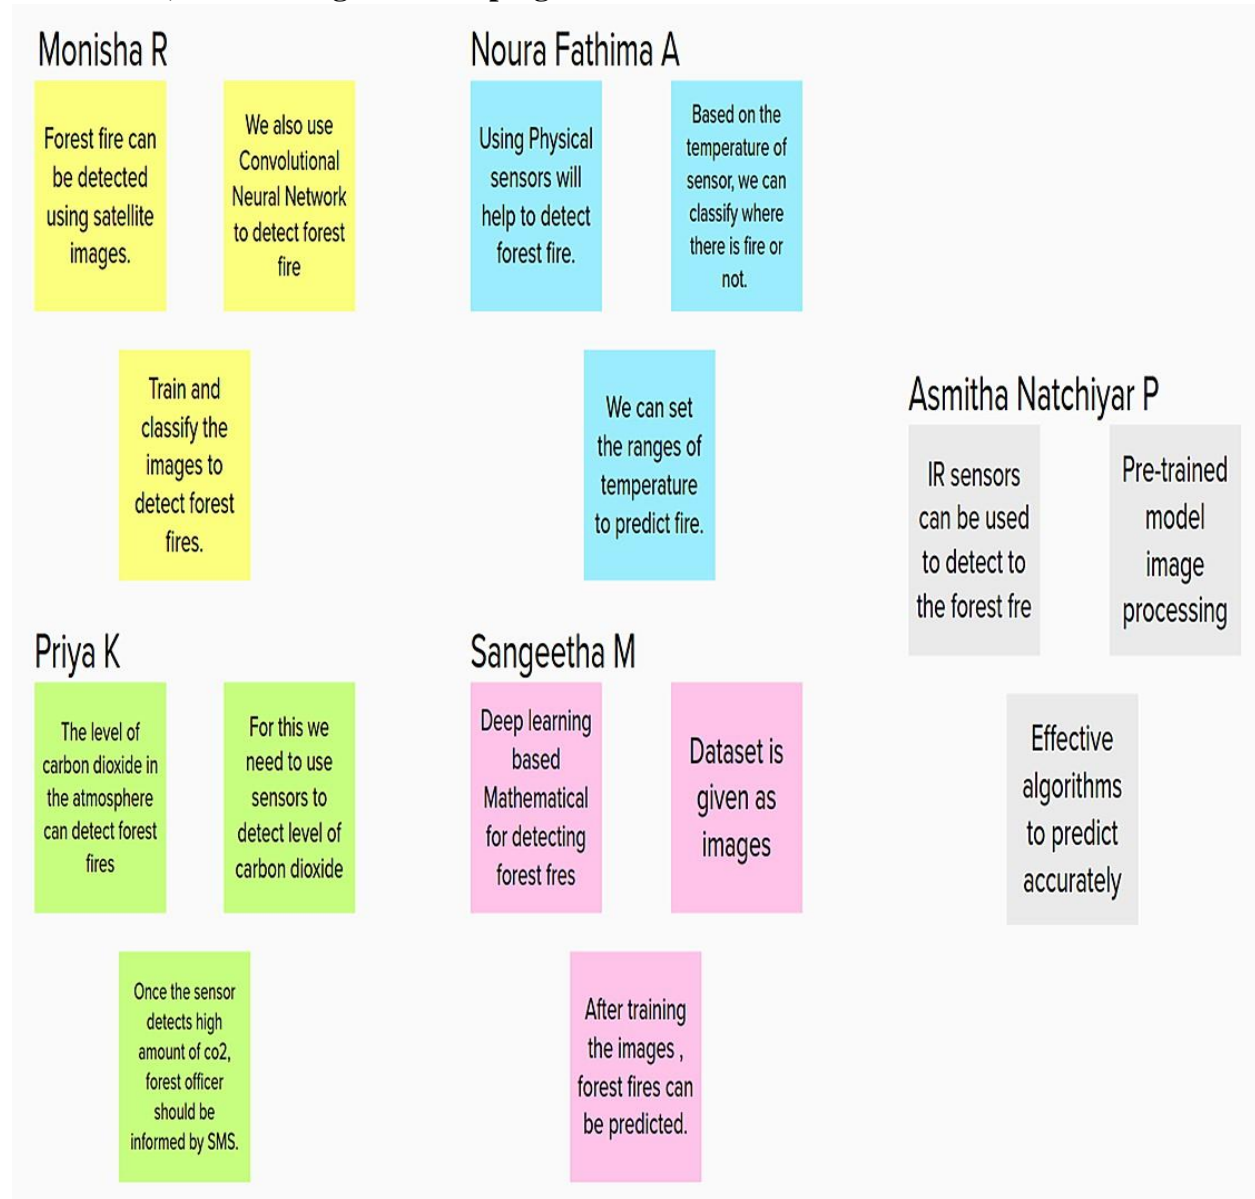 Monisha R
Forest fire can
be detected
using satellite
images.
We also use
Convolutional
Neural Network
to detect forest
fire
Train and
classify the
images to
detect forest
fires.
Noura Fathima A
Using Physical
sensors will
help to detect
forest fire.
Based on the
temperature of
sensor, we can
classify where
there is fire or
not.
We can set
the ranges of
temperature
to predict fire.
Asmitha Natchiyar P
IR sensors
can be used
to detect to
the forest fre
Pre-trained
model
image
processing
Effective
algorithms
to predict
accurately
Priya K
The level of
carbon dioxide in
the atmosphere
can detect forest
fires
For this we
need to use
sensors to
detect level of
carbon dioxide
Once the sensor
detects high
amount of co2,
forest officer
should be
informed by SMS.
Sangeetha M
Deep learning
based
Mathematical
for detecting
forest fres
Dataset is
given as
images
After training
the images ,
forest fires can
be predicted.